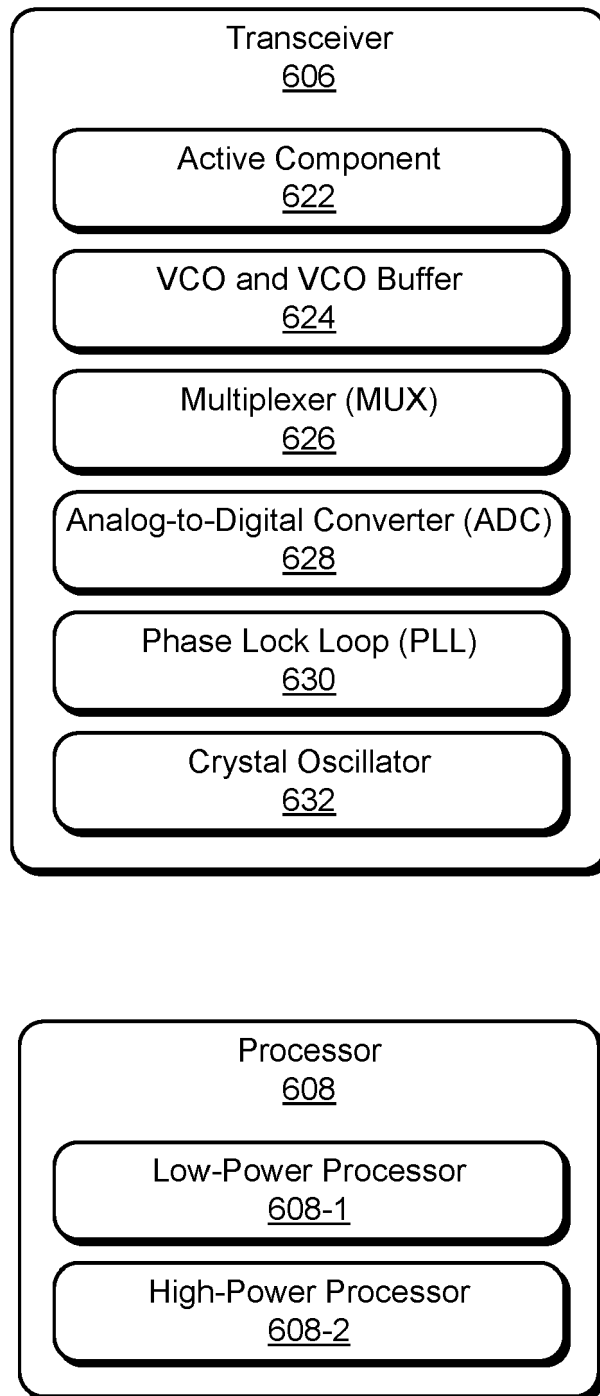 Transceiver
606
Active Component
622
VCO and VCO Buffer
624
Multiplexer (MUX)
626
Analog-to-Digital Converter (ADC)
628
Phase Lock Loop (PLL)
630
Crystal Oscillator
632
Processor
608
Low-Power Processor
608-1
High-Power Processor
608-2